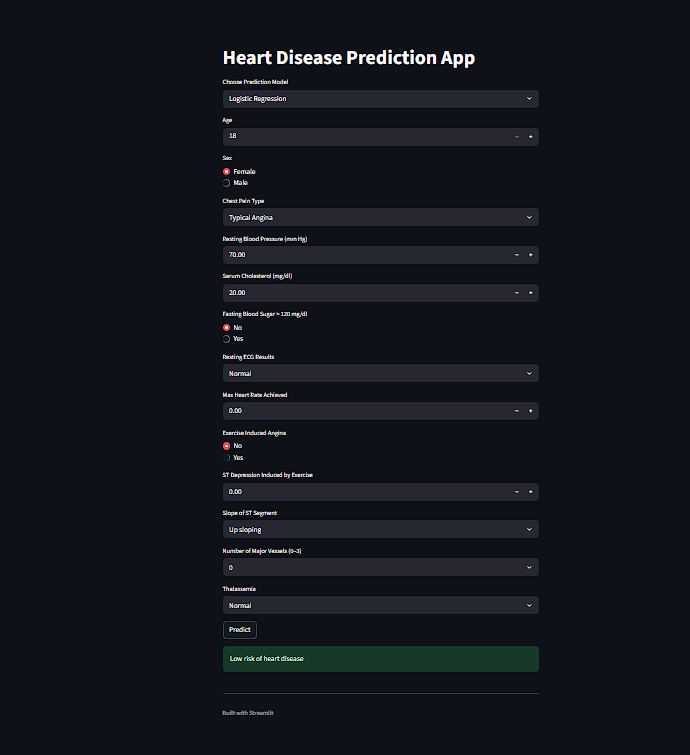 Heart Disease Prediction App
Choose Prediction Model
Logistic Regression
Age
18
Sex
Female
Male
Chest Pain Type
Typical Angina
Resting Blood Pressure (mm Hg)
70.00
Serum Cholesterol (mg/dl)
20.00
Fasting Blood Sugar > 120 mg/dl
No
Yes
Resting ECG Results
Normal
Max Heart Rate Achieved
0.00
Exercise Induced Angina
No
Yes
ST Depression Induced by Exercise
0.00
Slope of ST Segment
Up sloping
Number of Major Vessels (0–3)
0
Thalassemia
Normal
Predict
Low risk of heart disease
Built with Streamlit